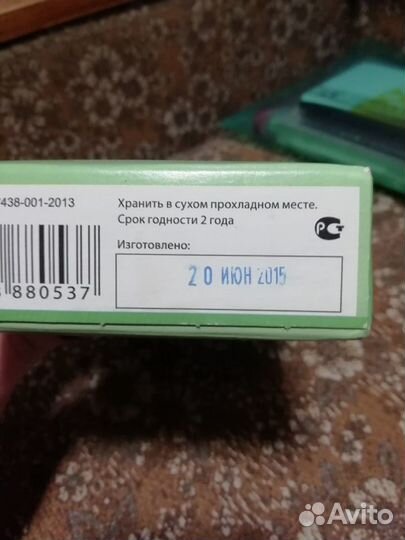 438-001-2013
880537
Хранить в сухом прохладном месте.
Срок годности 2 года
Изготовлено:
20 ИЮН 2015
РСТ
Avito